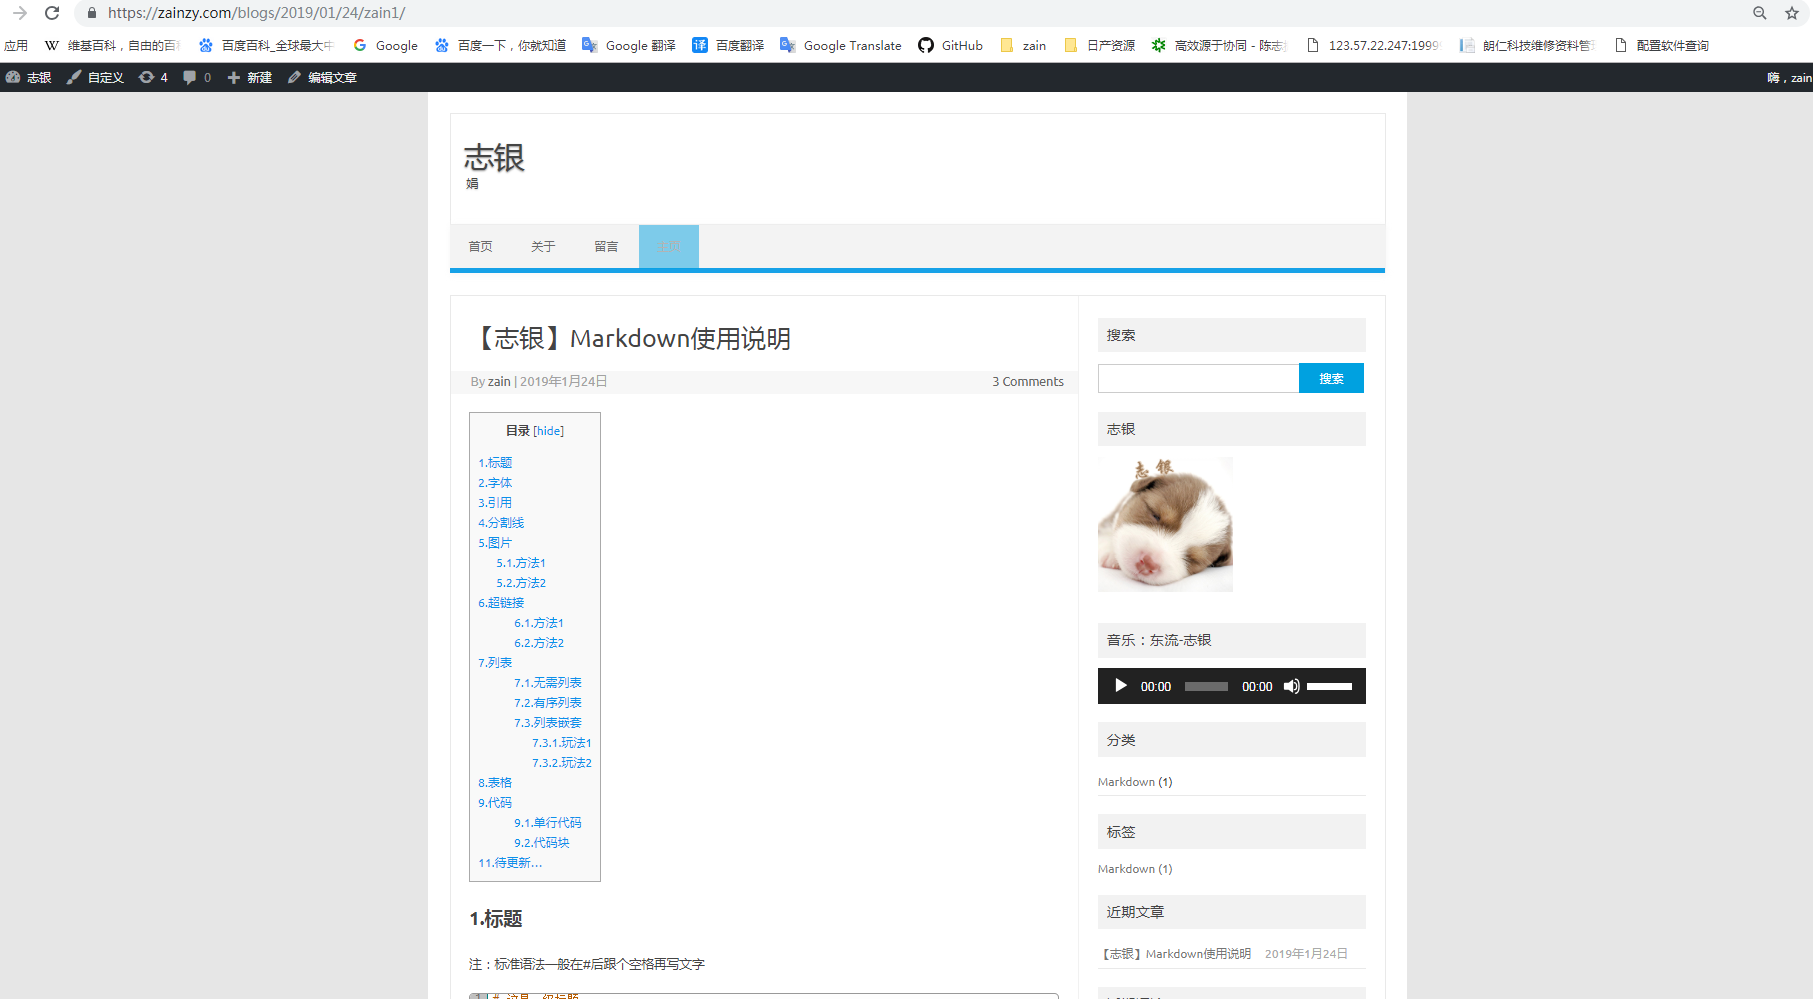 https://zainzy.com/blogs/2019/01/24/zain1/
应用 维基百科，自由的百 百度百科_全球最大中 Google 百度一下，你就知道 Google 翻译 百度翻译 Google Translate GitHub zain 日产资源 高效源于协同 - 陈志 123.57.22.247:1999 朗仁科技维修资料管 配置软件查询
志银 自定义 4 0 新建 编辑文章 嗨，zain
志银
娟
首页 关于 留言
【志银】Markdown使用说明
By zain | 2019年1月24日 3 Comments
目录 [hide]
1.标题
2.字体
3.引用
4.分割线
5.图片
5.1.方法1
5.2.方法2
6.超链接
6.1.方法1
6.2.方法2
7.列表
7.1.无需列表
7.2.有序列表
7.3.列表嵌套
7.3.1.玩法1
7.3.2.玩法2
8.表格
9.代码
9.1.单行代码
9.2.代码块
11.待更新...
1.标题
注：标准语法一般在#后跟个空格再写文字
1 # 这是一级标题
搜索
搜索
志银
志银
音乐：东流-志银
00:00 00:00
分类
Markdown (1)
标签
Markdown (1)
近期文章
【志银】Markdown使用说明 2019年1月24日